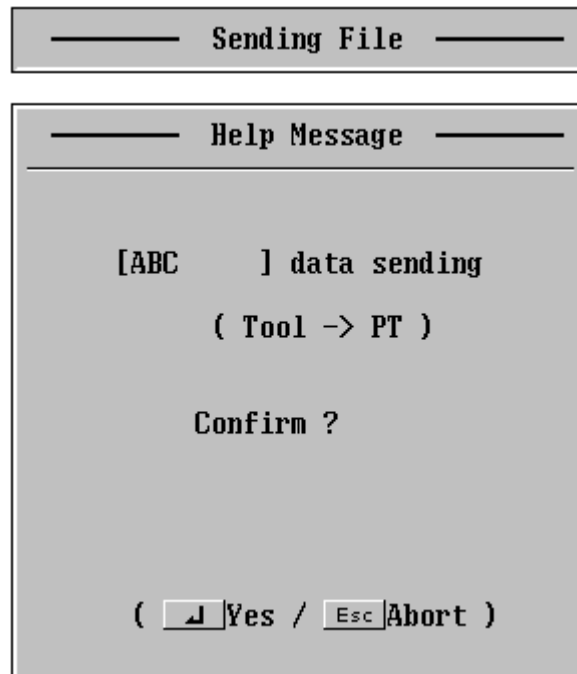 Sending File
Help Message
[ABC      ] data sending
( Tool -> PT )
Confirm ?
( ↵ Yes / Esc Abort )